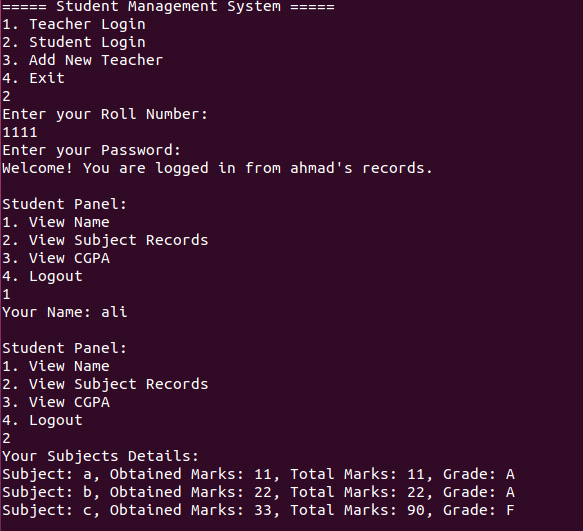 ===== Student Management System =====
1. Teacher Login
2. Student Login
3. Add New Teacher
4. Exit
2
Enter your Roll Number:
1111
Enter your Password:
Welcome! You are logged in from ahmad's records.
Student Panel:
1. View Name
2. View Subject Records
3. View CGPA
4. Logout
1
Your Name: ali
Student Panel:
1. View Name
2. View Subject Records
3. View CGPA
4. Logout
2
Your Subjects Details:
Subject: a, Obtained Marks: 11, Total Marks: 11, Grade: A
Subject: b, Obtained Marks: 22, Total Marks: 22, Grade: A
Subject: c, Obtained Marks: 33, Total Marks: 90, Grade: F